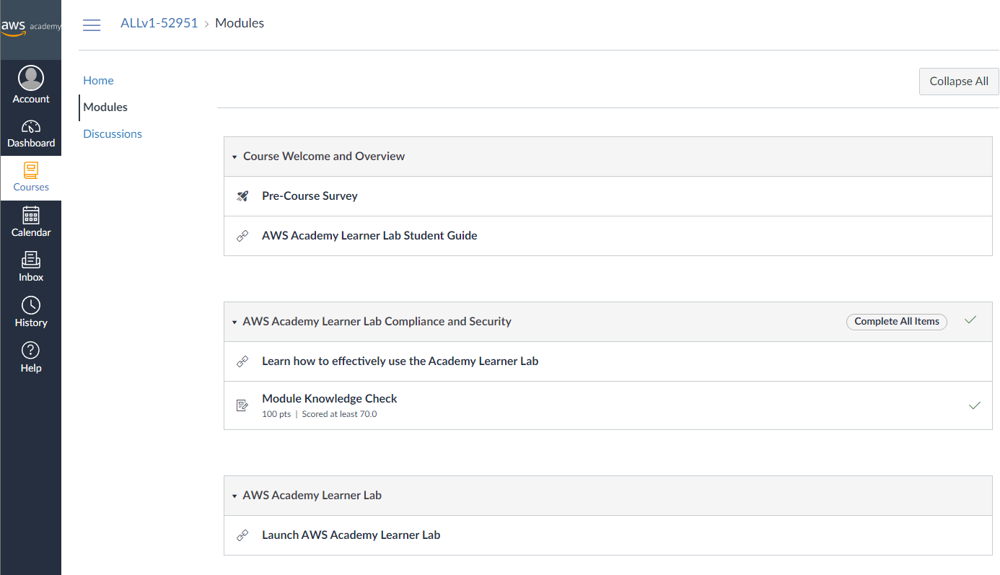 aws academy
Account
Dashboard
Courses
Calendar
Inbox
History
Help
ALLv1-52951 > Modules
Home
Modules
Discussions
Collapse All
Course Welcome and Overview
Pre-Course Survey
AWS Academy Learner Lab Student Guide
AWS Academy Learner Lab Compliance and Security
Complete All Items
Learn how to effectively use the Academy Learner Lab
Module Knowledge Check
100 pts | Scored at least 70.0
AWS Academy Learner Lab
Launch AWS Academy Learner Lab